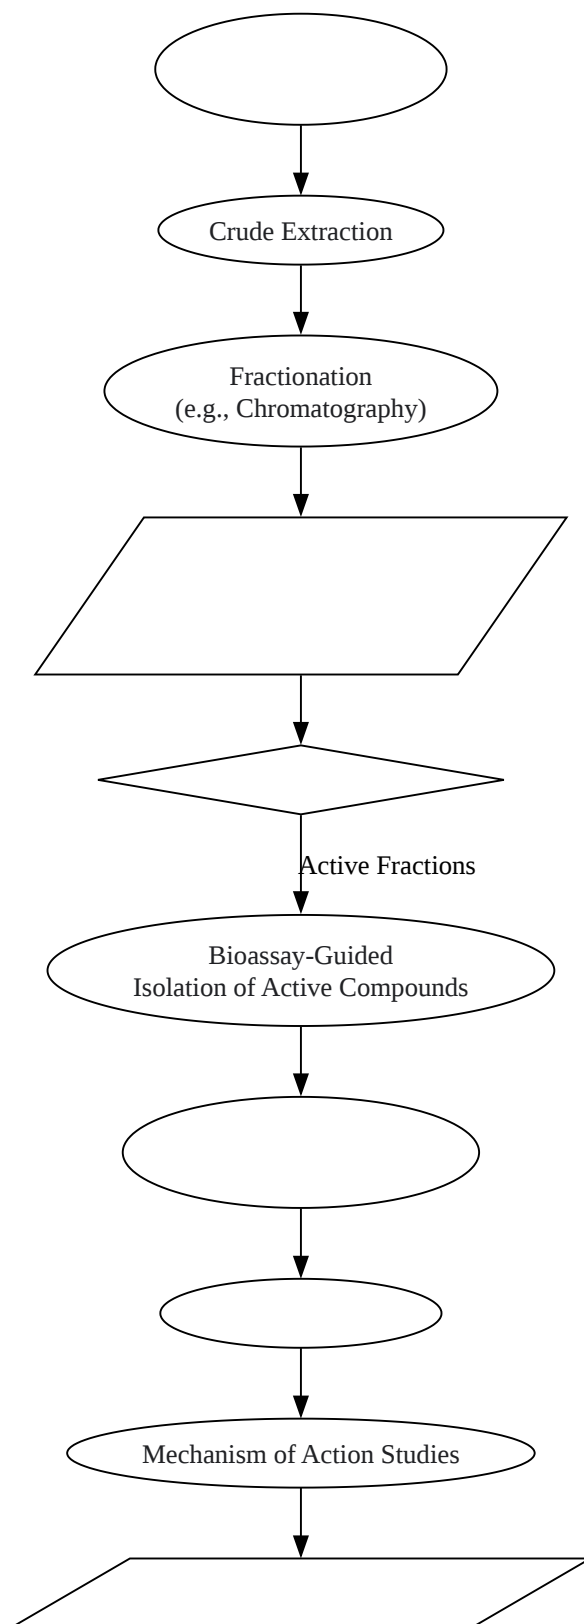 Crude Extraction
Fractionation
(e.g., Chromatography)
Active Fractions
Bioassay-Guided
Isolation of Active Compounds
Mechanism of Action Studies